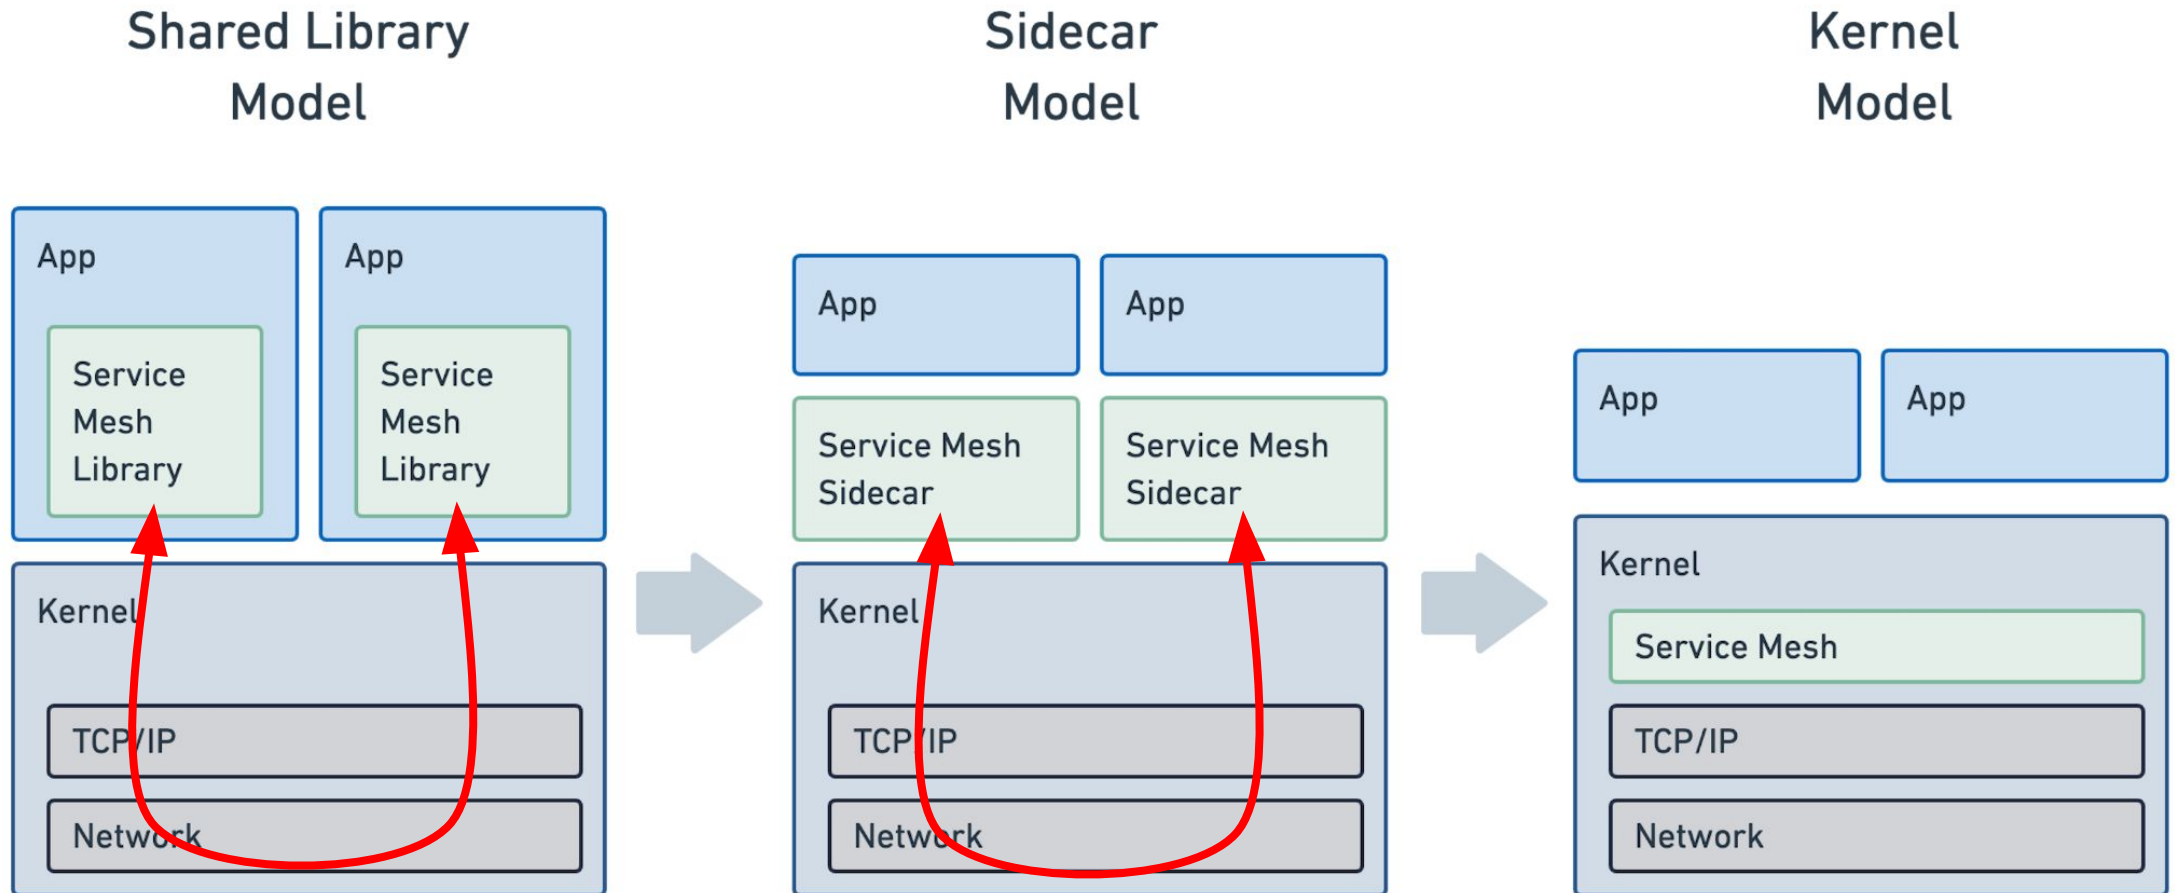 Shared Library
Model
App
Service
Mesh
Library
App
Service
Mesh
Library
Kernel
TCP/IP
Network
Sidecar
Model
App
App
Service Mesh
Sidecar
Service Mesh
Sidecar
Kernel
TCP/IP
Network
Kernel
Model
App
App
Kernel
Service Mesh
TCP/IP
Network